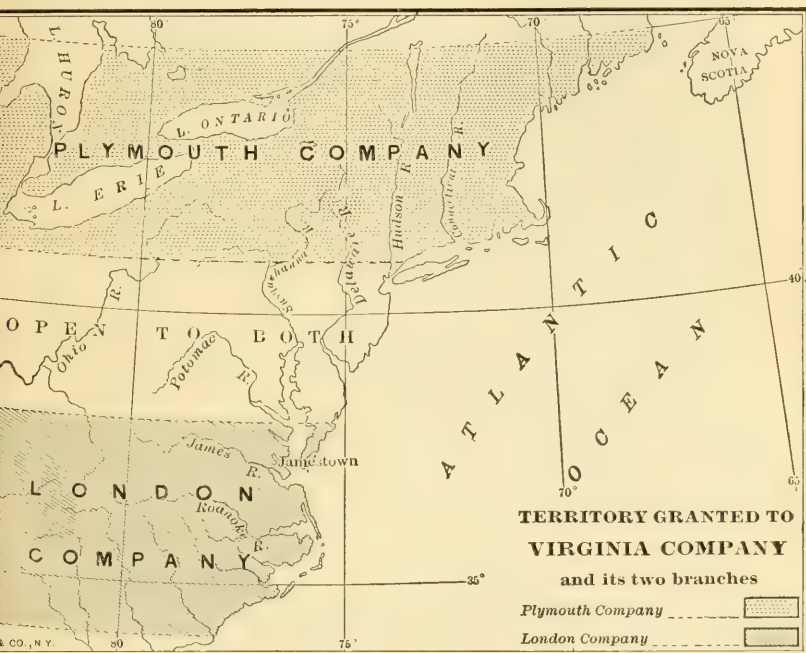 80°
75°
70
65°
L. HURON
NOVA
SCOTIA
L. ONTARIO
PLYMOUTH COMPANY
L. ERIE
Hudson R
Connecticut R.
Susquehanna R.
Delaware R.
ATLANTIC
OCEAN
40
OPEN TO BOTH
Ohio R.
Potomac R.
James R.
Jamestown
LONDON
COMPANY
Roanoke R.
35°
70°
65
TERRITORY GRANTED TO
VIRGINIA COMPANY
and its two branches
Plymouth Company
London Company
& CO., N.Y.
80
75°